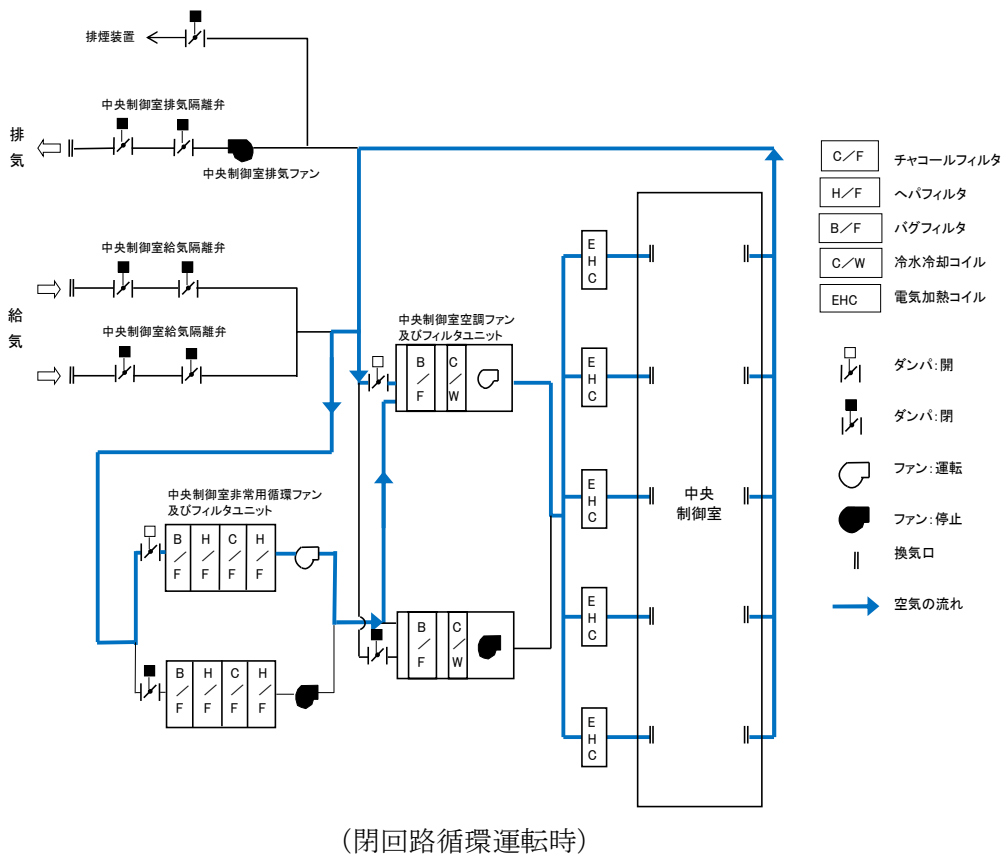 排煙装置
中央制御室排気隔離弁
排
気
中央制御室排気ファン
中央制御室給気隔離弁
給
気
中央制御室給気隔離弁
中央制御室空調ファン
及びフィルタユニット
B/F
C/W
中央制御室非常用循環ファン
及びフィルタユニット
B/F
H/F
C/F
H/F
B/F
H/F
C/F
H/F
B/F
C/W
EHC
EHC
EHC
EHC
EHC
中央
制御室
C/F チャコールフィルタ
H/F ヘパフィルタ
B/F バグフィルタ
C/W 冷水冷却コイル
EHC 電気加熱コイル
ダンパ:開
ダンパ:閉
ファン:運転
ファン:停止
換気口
空気の流れ
(閉回路循環運転時)